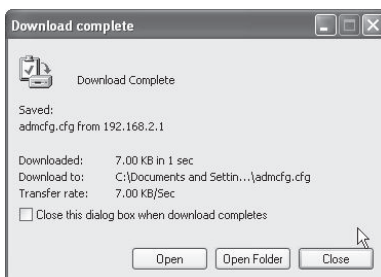 Download complete
Download Complete
Saved:
admcfg.cfg from 192.168.2.1
Downloaded: 7.00 KB in 1 sec
Download to: C:\Documents and Settin...\admcfg.cfg
Transfer rate: 7.00 KB/Sec
Close this dialog box when download completes
Open Open Folder Close